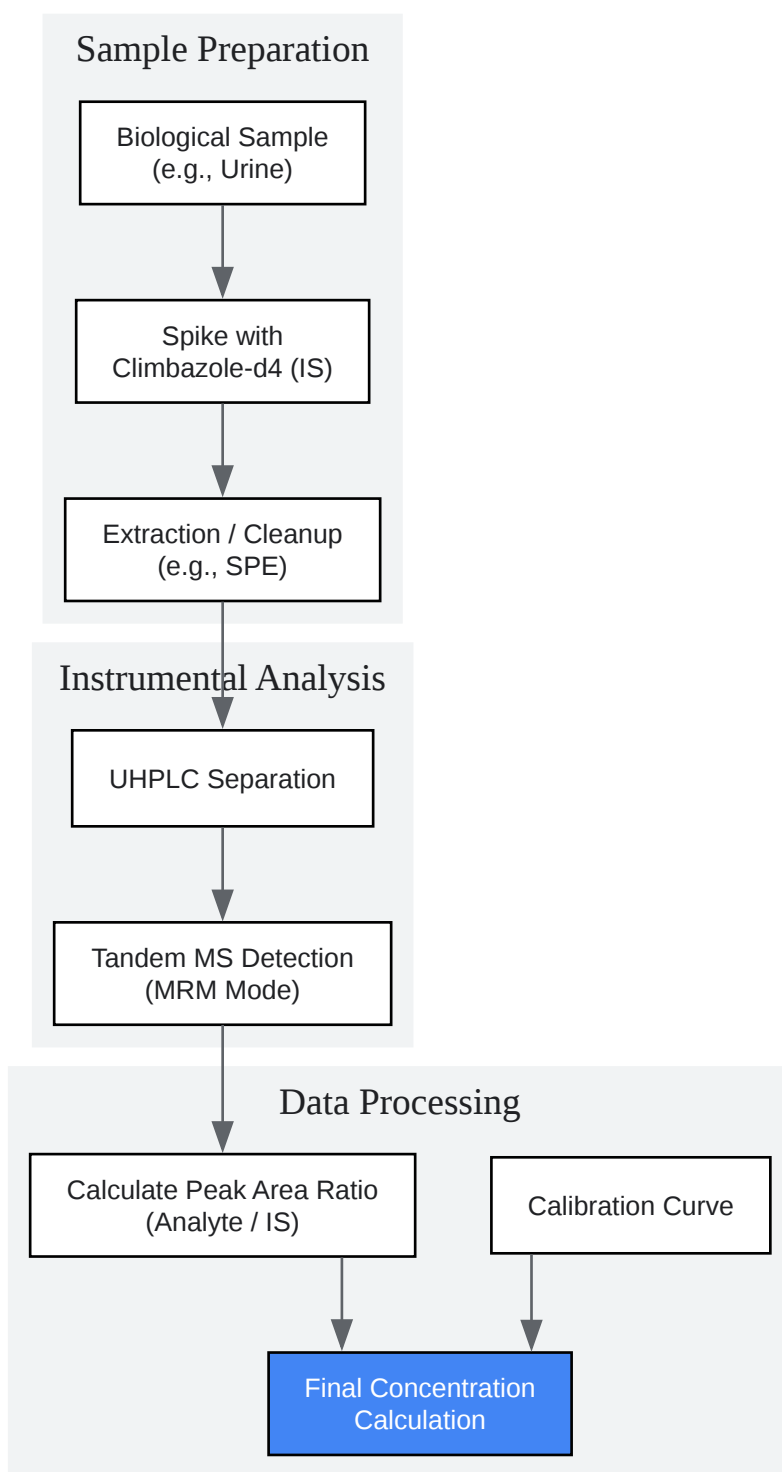 Sample Preparation
Biological Sample
(e.g., Urine)
Spike with
Climbazole-d4 (IS)
Extraction / Cleanup
(e.g., SPE)
Instrumental Analysis
UHPLC Separation
Tandem MS Detection
(MRM Mode)
Data Processing
Calculate Peak Area Ratio
(Analyte / IS)
Calibration Curve
Final Concentration
Calculation